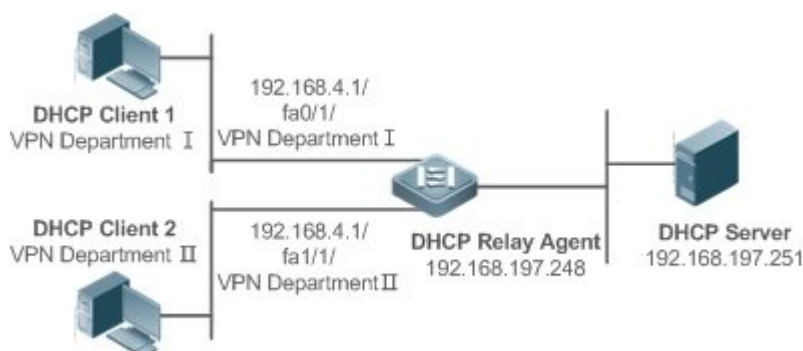 DHCP Client 1
VPN Department Ⅰ
192.168.4.1/
fa0/1/
VPN Department Ⅰ
DHCP Client 2
VPN Department Ⅱ
192.168.4.1/
fa1/1/
VPN Department Ⅱ
DHCP Relay Agent
192.168.197.248
DHCP Server
192.168.197.251